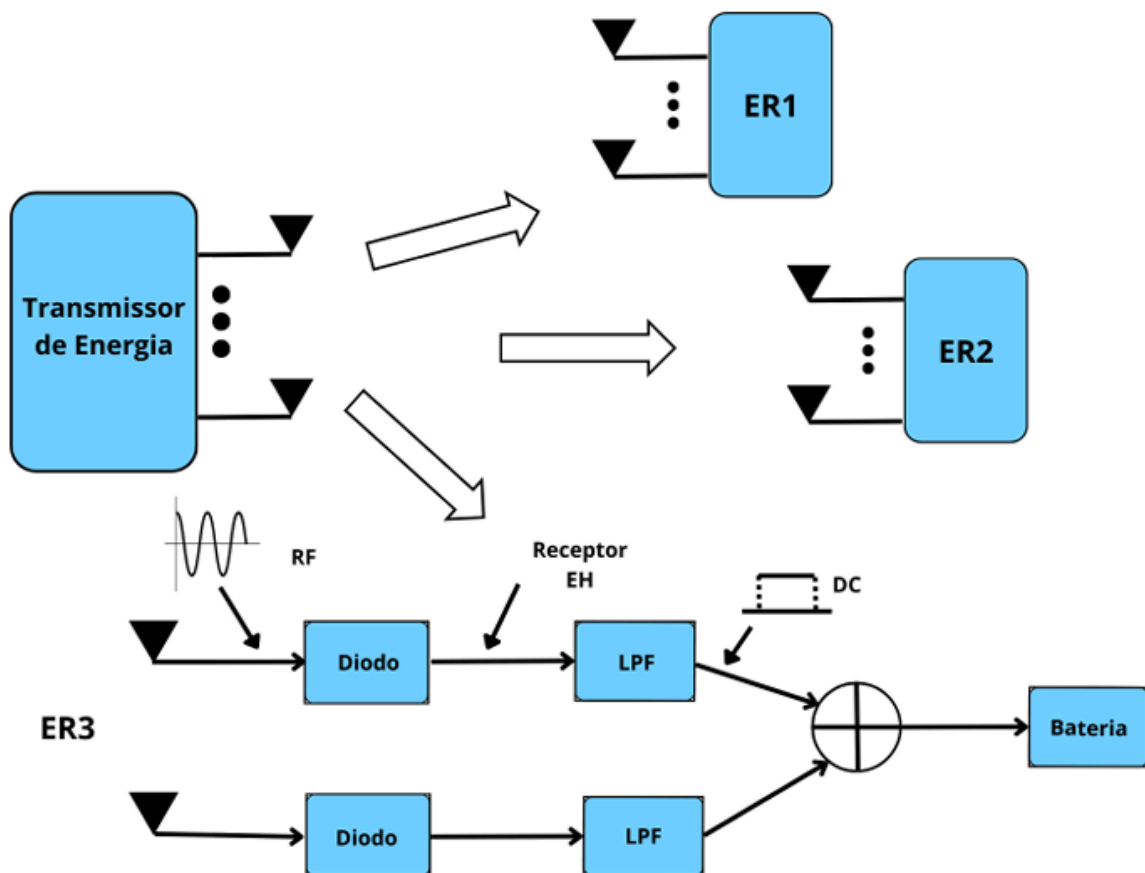 ER1
Transmissor
de Energia
ER2
RF
Receptor
EH
DC
Diodo
LPF
ER3
Bateria
Diodo
LPF